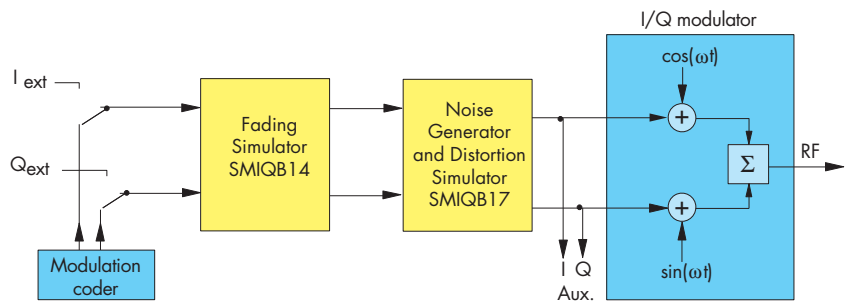 I/Q modulator
I ext
cos(ωt)
Fading
Simulator
SMIQB14
Noise
Generator
and Distortion
Simulator
SMIQB17
+
Qext
Σ
RF
+
Modulation
coder
I Q
Aux.
sin(ωt)